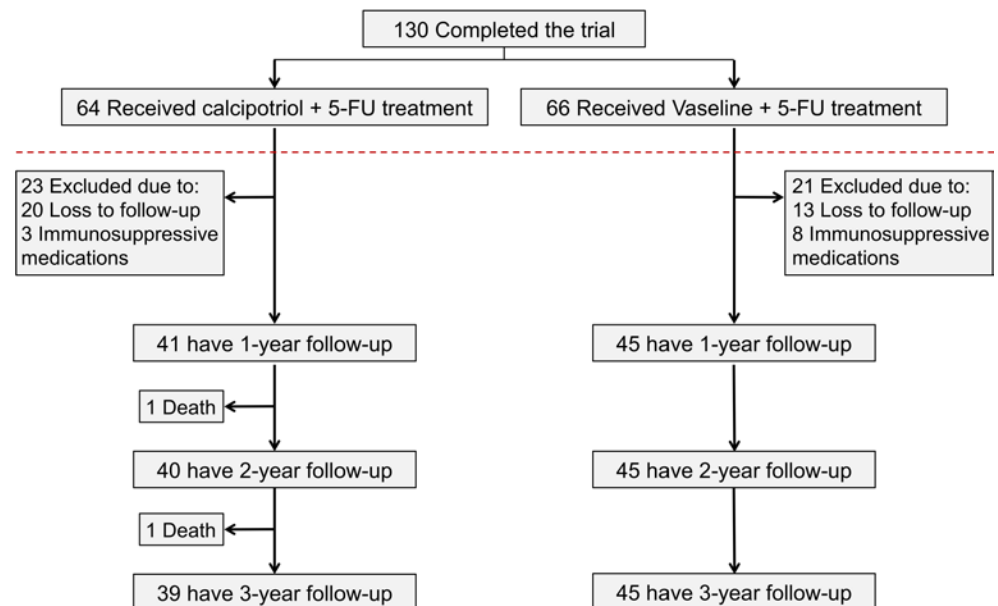 130 Completed the trial
64 Received calcipotriol + 5-FU treatment
66 Received Vaseline + 5-FU treatment
23 Excluded due to:
20 Loss to follow-up
3 Immunosuppressive
medications
21 Excluded due to:
13 Loss to follow-up
8 Immunosuppressive
medications
41 have 1-year follow-up
45 have 1-year follow-up
1 Death
40 have 2-year follow-up
45 have 2-year follow-up
1 Death
39 have 3-year follow-up
45 have 3-year follow-up